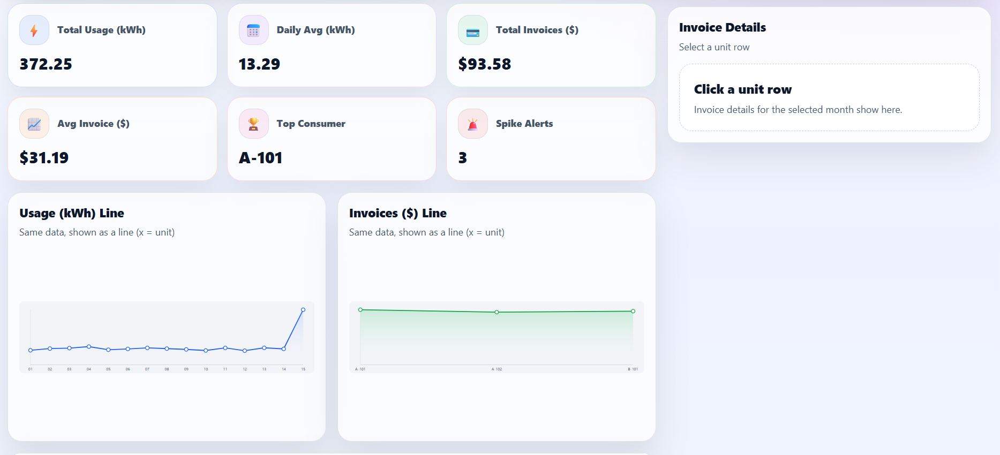 Total Usage (kWh)
372.25
Daily Avg (kWh)
13.29
Total Invoices ($)
$93.58
Avg Invoice ($)
$31.19
Top Consumer
A-101
Spike Alerts
3
Usage (kWh) Line
Same data, shown as a line (x = unit)
01 02 03 04 05 06 07 08 09 10 11 12 13 14 15
Invoices ($) Line
Same data, shown as a line (x = unit)
A-101 A-102 B-101
Invoice Details
Select a unit row
Click a unit row
Invoice details for the selected month show here.